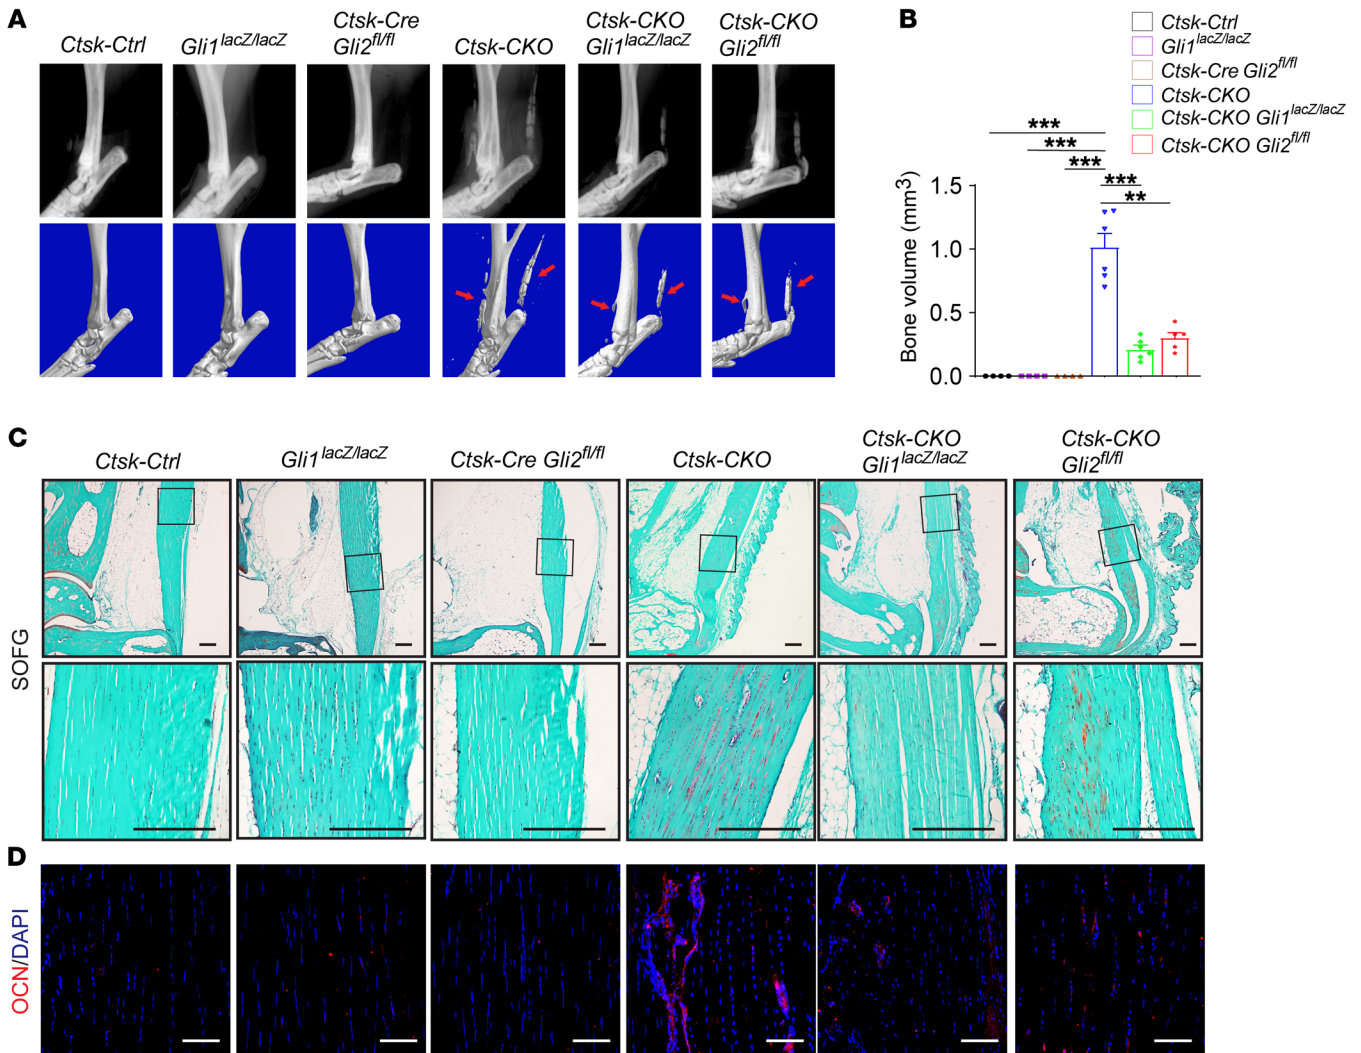 A
Ctsk-Ctrl
Gli1lacZ/lacZ
Ctsk-Cre
Gli2fl/fl
Ctsk-CKO
Ctsk-CKO
Gli1lacZ/lacZ
Ctsk-CKO
Gli2fl/fl
B
Ctsk-Ctrl
Gli1lacZ/lacZ
Ctsk-Cre Gli2fl/fl
Ctsk-CKO
Ctsk-CKO Gli1lacZ/lacZ
Ctsk-CKO Gli2fl/fl
***
***
***
***
**
Bone volume (mm3)
1.5
1.0
0.5
0.0
C
Ctsk-Ctrl
Gli1lacZ/lacZ
Ctsk-Cre Gli2fl/fl
Ctsk-CKO
Ctsk-CKO
Gli1lacZ/lacZ
Ctsk-CKO
Gli2fl/fl
SOFG
D
OCN/DAPI